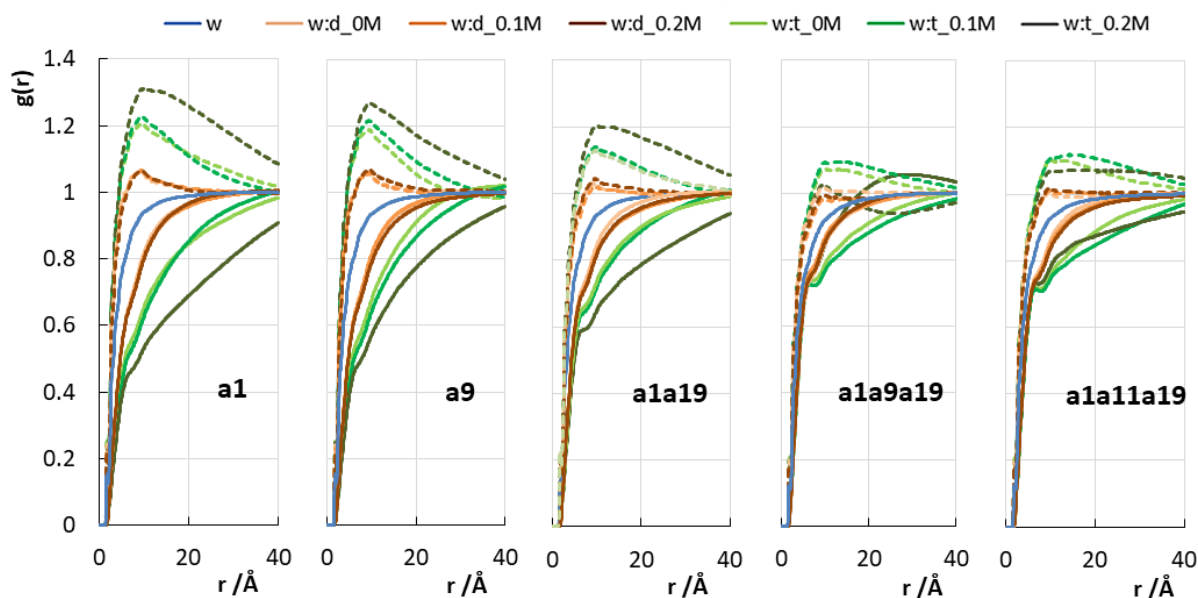 w w:d_0M w:d_0.1M w:d_0.2M w:t_0M w:t_0.1M w:t_0.2M
g(r)
1.4
1.2
1
0.8
0.6
0.4
0.2
0
a1 a9 a1a19 a1a9a19 a1a11a19
0 20 40 0 20 40 0 20 40 0 20 40 0 20 40
r /Å r /Å r /Å r /Å r /Å